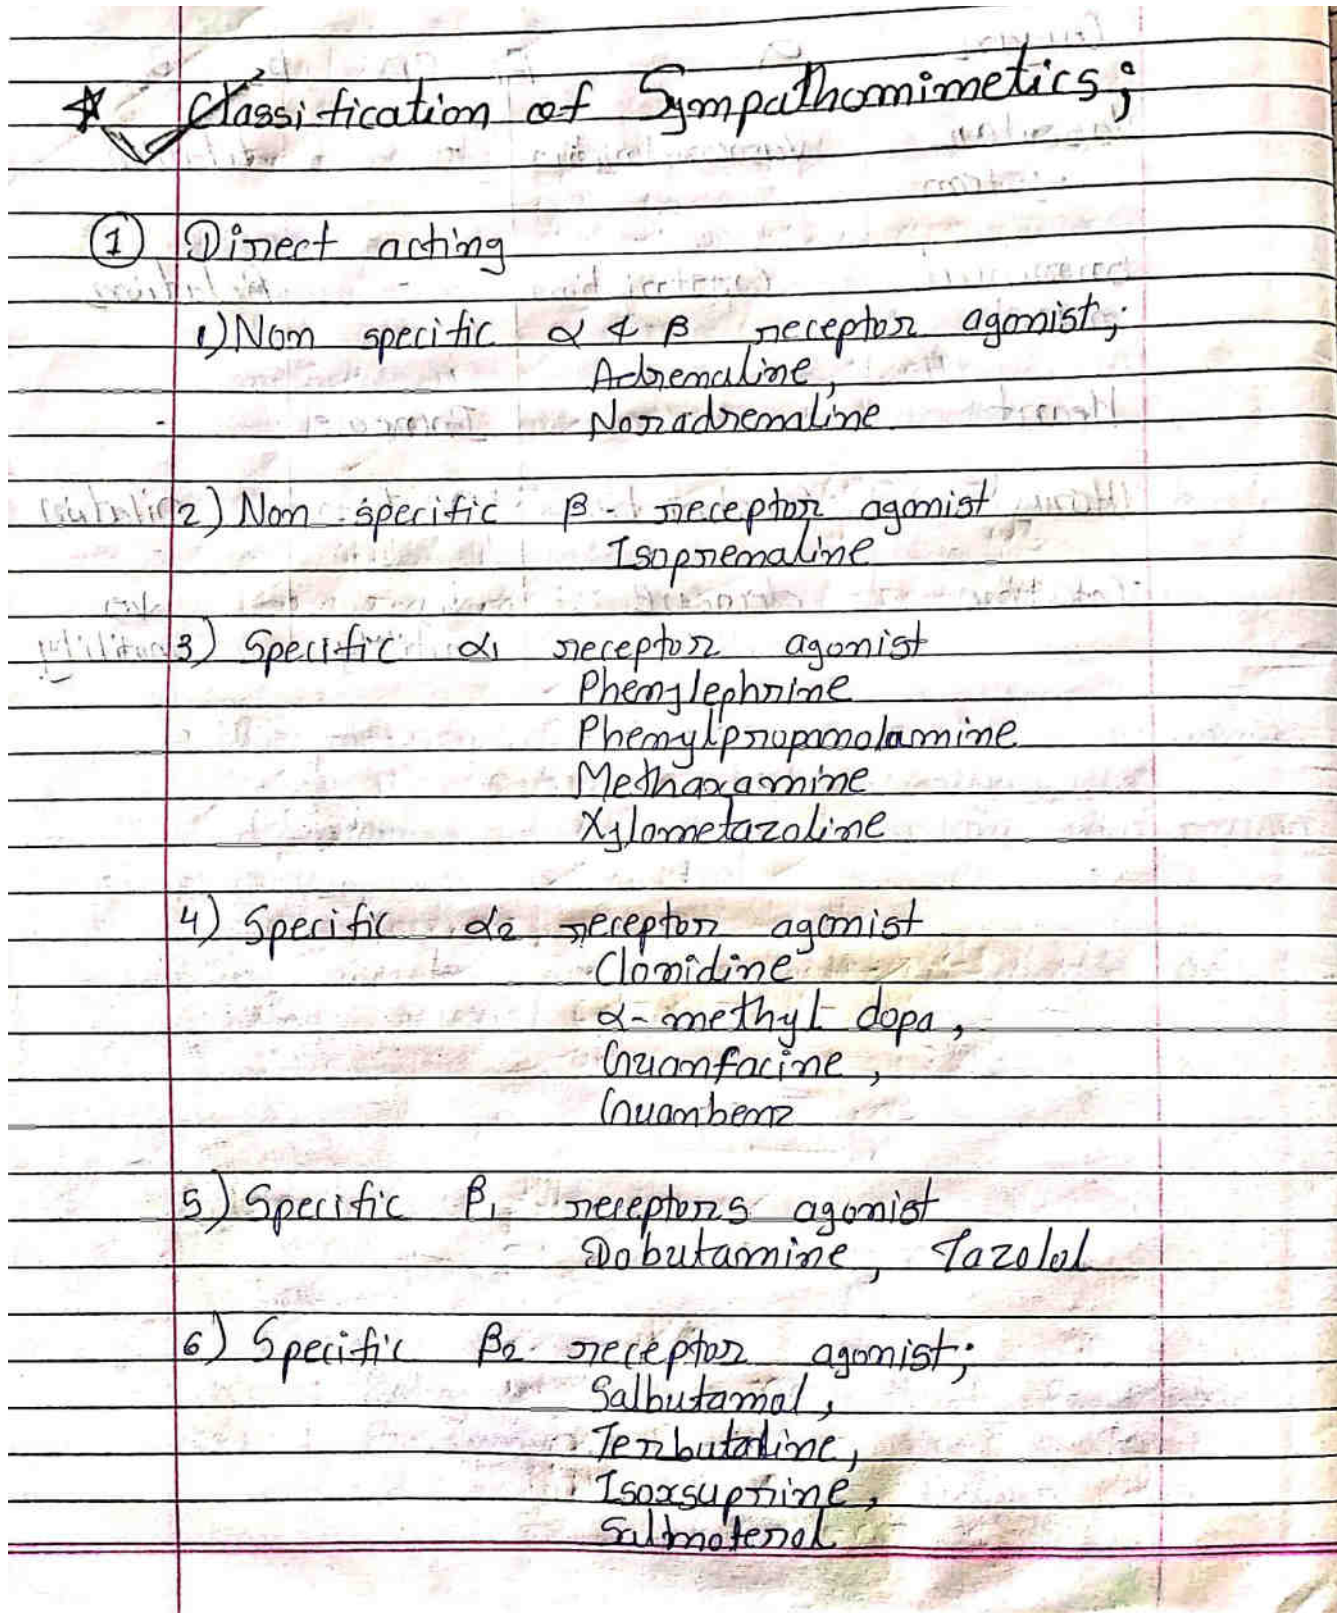 Classification of Sympathomimetics;
① Direct acting
1) Non specific α & β receptor agonist;
Adrenaline,
Noradrenaline
2) Non-specific β- receptor agonist
Isoprenaline
3) Specific α1 receptor agonist
Phenylephrine
Phenylpropanolamine
Methoxamine
Xylometazoline
4) Specific α2 receptor agonist
Clonidine
α-methyl dopa,
Guanfacine,
Guanbenz
5) Specific β1 receptors agonist
Dobutamine, Tazolol
6) Specific β2 receptor agonist;
Salbutamol,
Terbutaline,
Isoxsuprine,
Salmeterol